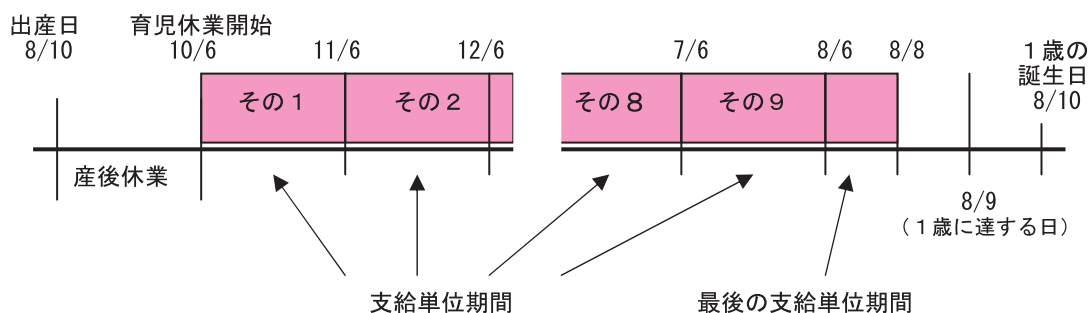 出産日
8/10
育児休業開始
10/6
11/6
12/6
7/6
8/6
8/8
１歳の
誕生日
8/10
その１
その２
その８
その９
産後休業
8/9
（１歳に達する日）
支給単位期間
最後の支給単位期間